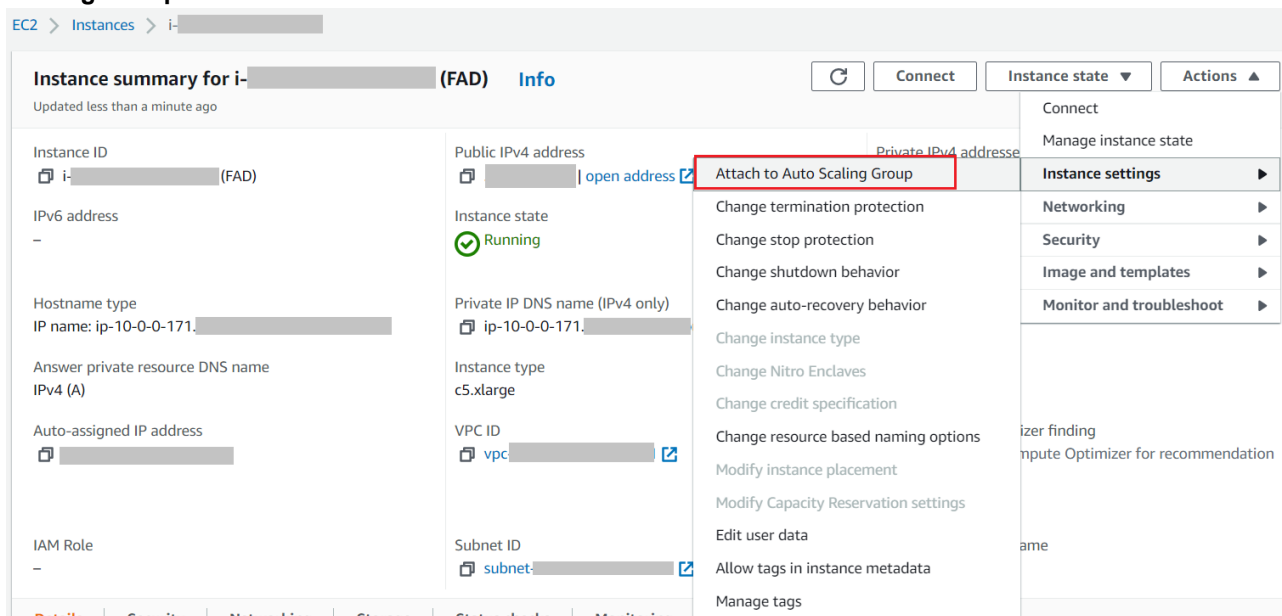 EC2 > Instances > i-
Instance summary for i- (FAD) Info
Connect
Instance state
Actions
Updated less than a minute ago
Connect
Manage instance state
Instance settings
Networking
Security
Image and templates
Monitor and troubleshoot
Attach to Auto Scaling Group
Change termination protection
Change stop protection
Change shutdown behavior
Change auto-recovery behavior
Change instance type
Change Nitro Enclaves
Change credit specification
Change resource based naming options
Modify instance placement
Modify Capacity Reservation settings
Edit user data
Allow tags in instance metadata
Manage tags
Instance ID
i- (FAD)
IPv6 address
–
Hostname type
IP name: ip-10-0-0-171.
Answer private resource DNS name
IPv4 (A)
Auto-assigned IP address
IAM Role
–
Public IPv4 address
| open address
Instance state
Running
Private IP DNS name (IPv4 only)
ip-10-0-0-171.
Instance type
c5.xlarge
VPC ID
vpc-
Subnet ID
subnet-
Private IPv4 addresse
izer finding
mpute Optimizer for recommendation
ame